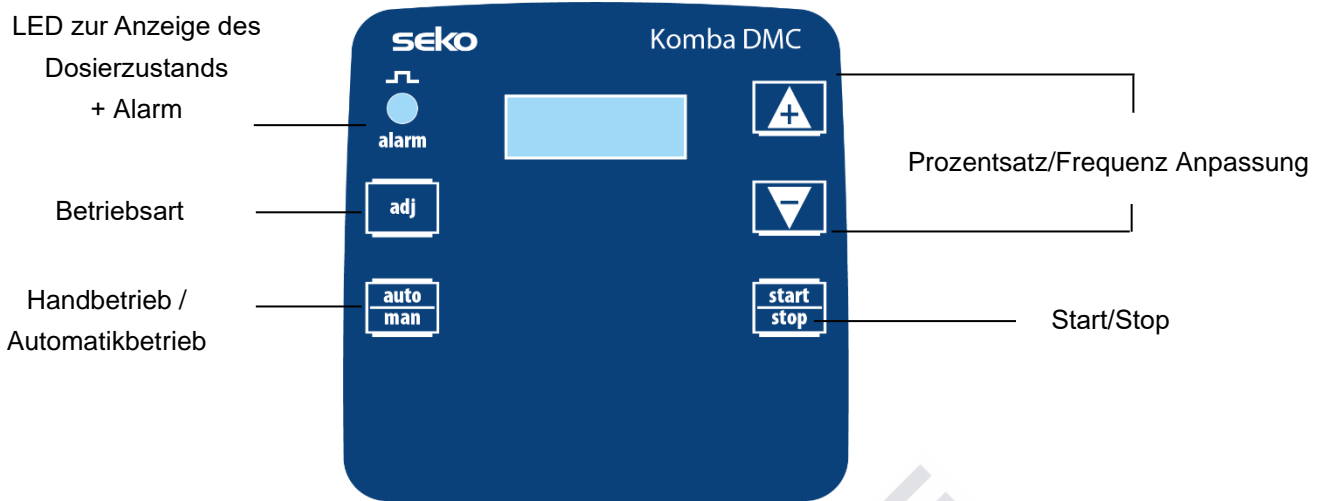 LED zur Anzeige des
Dosierzustands
+ Alarm
Betriebsart
Handbetrieb /
Automatikbetrieb
seko
Komba DMC
alarm
adj
auto
man
+
−
start
stop
Prozentsatz/Frequenz Anpassung
Start/Stop